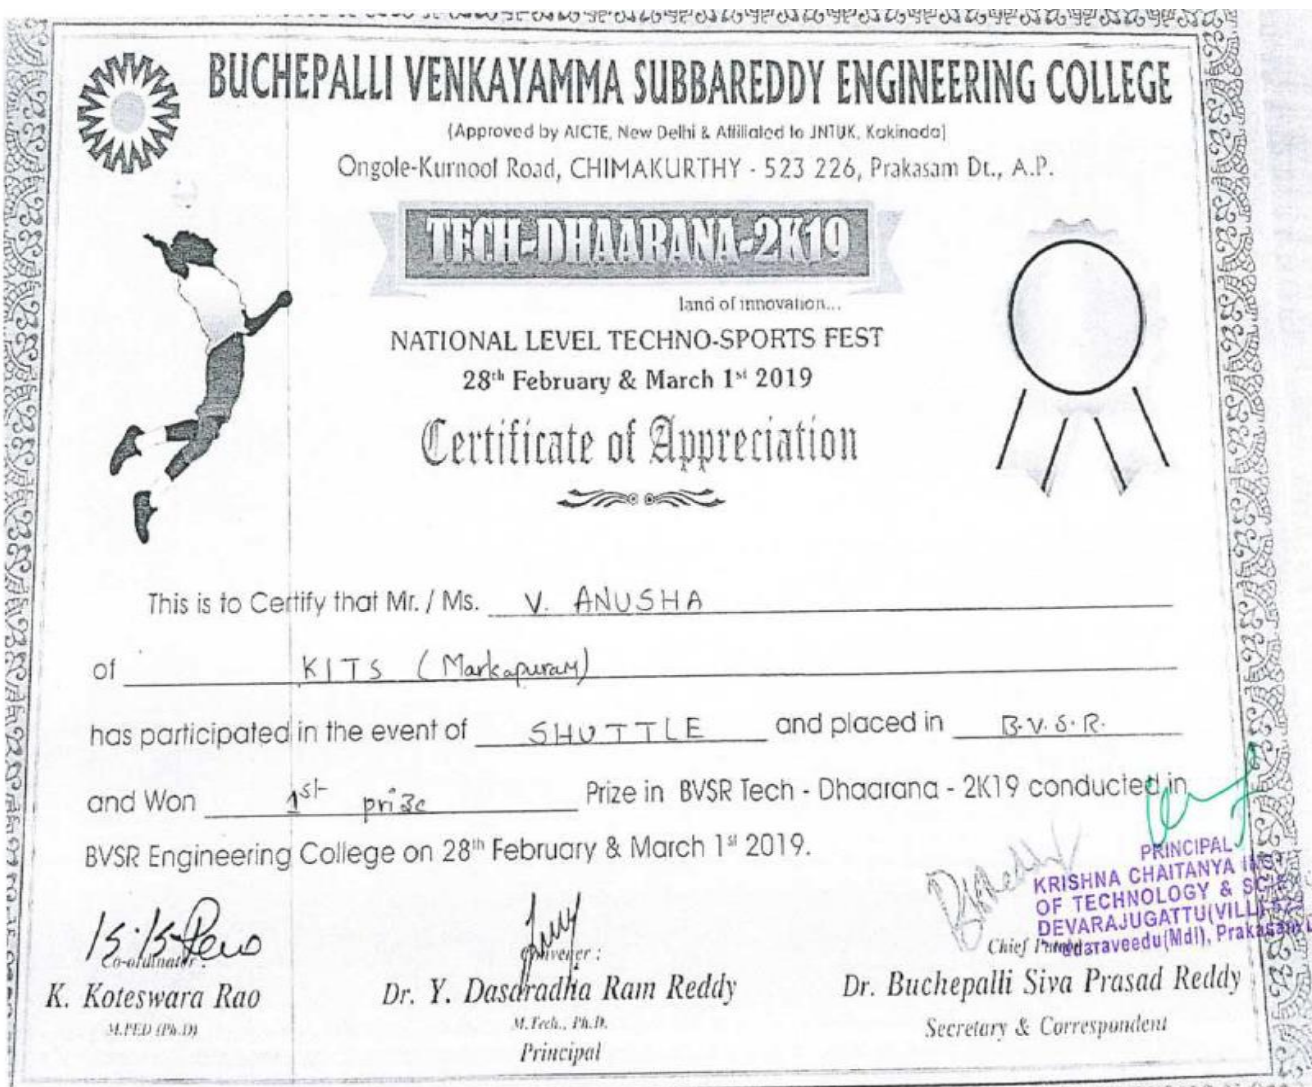 BUCHEPALLI VENKAYAMMA SUBBAREDDY ENGINEERING COLLEGE
(Approved by AICTE, New Delhi & Affiliated to JNTUK, Kakinada)
Ongole-Kurnool Road, CHIMAKURTHY - 523 226, Prakasam Dt., A.P.
TECH-DHAARANA-2K19
land of innovation...
NATIONAL LEVEL TECHNO-SPORTS FEST
28th February & March 1st 2019
Certificate of Appreciation
This is to Certify that Mr. / Ms. V. ANUSHA
of KITS (Markapuram)
has participated in the event of SHUTTLE and placed in B.V.S.R.
and Won 1st prize Prize in BVSR Tech - Dhaarana - 2K19 conducted in
BVSR Engineering College on 28th February & March 1st 2019.
PRINCIPAL
KRISHNA CHAITANYA
OF TECHNOLOGY &
DEVARAJUGATTU(VILL)
Co-ordinator :
K. Koteswara Rao
M.PED (Ph.D)
Convener :
Dr. Y. Dasaradha Ram Reddy
M.Tech., Ph.D.
Principal
Chief
Dr. Buchepalli Siva Prasad Reddy
Secretary & Correspondent